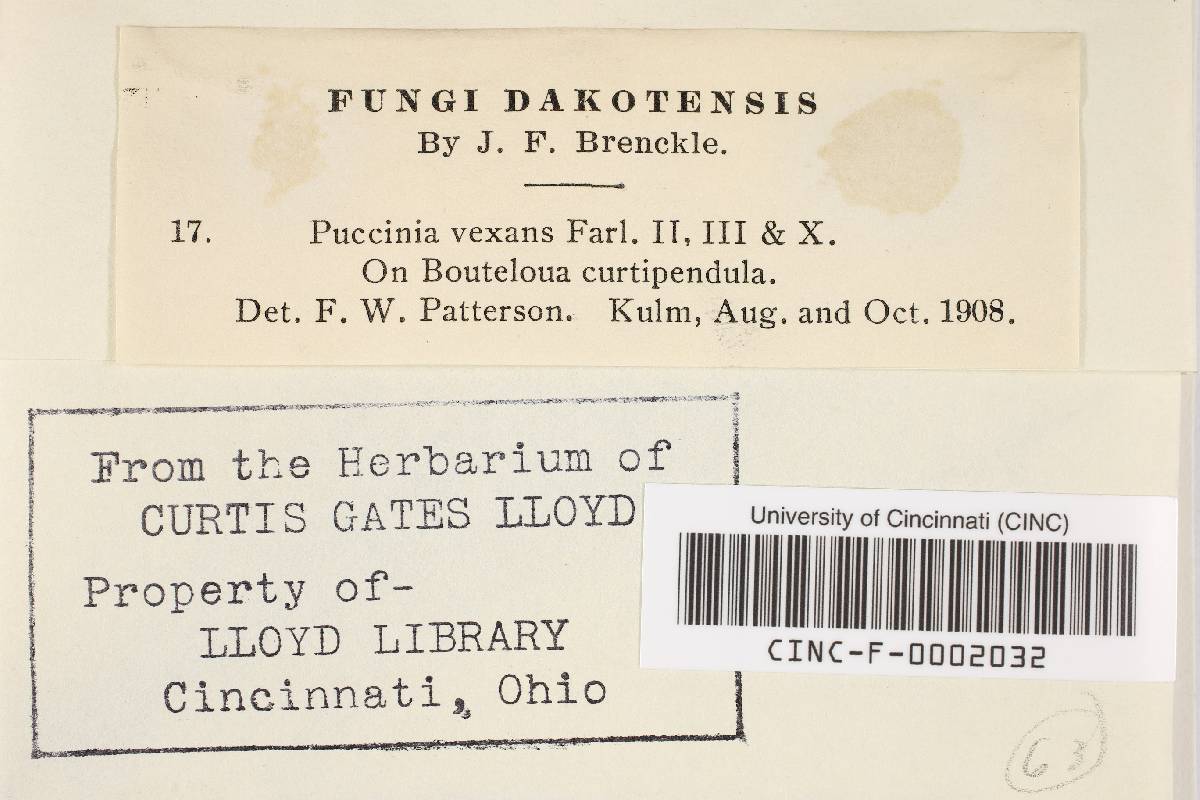 FUNGI DAKOTENSIS
By J. F. Brenckle.
17. Puccinia vexans Farl. II, III & X.
On Bouteloua curtipendula.
Det. F. W. Patterson. Kulm, Aug. and Oct. 1908.
From the Herbarium of
CURTIS GATES LLOYD
Property of-
LLOYD LIBRARY
Cincinnati, Ohio
University of Cincinnati (CINC)
CINC-F-0002032
63